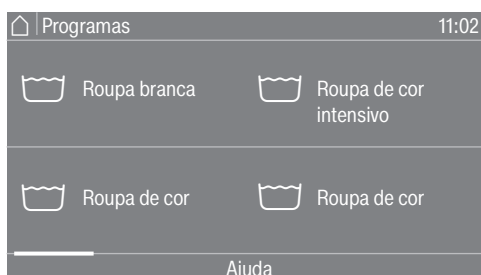 Programas 11:02
Roupa branca
Roupa de cor
intensivo
Roupa de cor
Roupa de cor
Ajuda